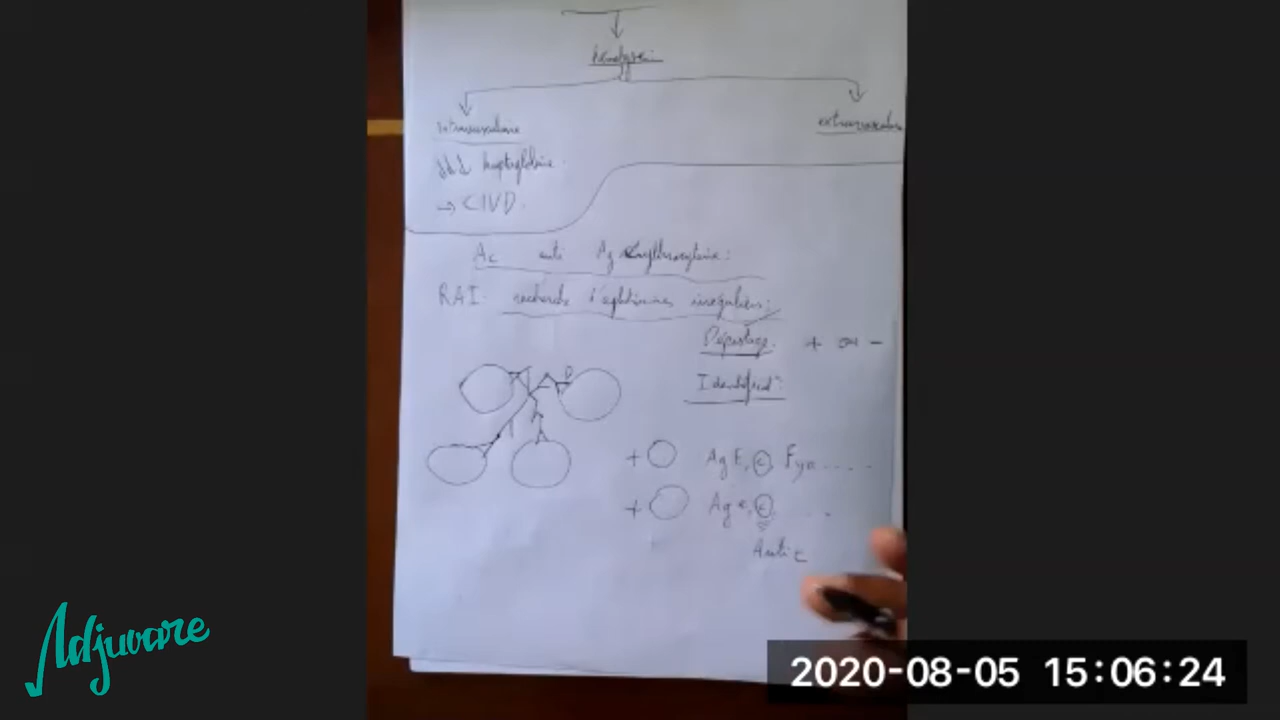 hémolyse
intravasculaire
extravasculaire
↓↓↓ haptoglobine
→ CIVD.
Ac anti Ag érythrocytaire :
RAI : recherche d'agglutinines irrégulières :
Dépistage + ou -
Identificat°:
D
+ Ag E, c, Fya ....
+ Ag e, c, . . .
Anti c
Adjuvare
2020-08-05 15:06:24